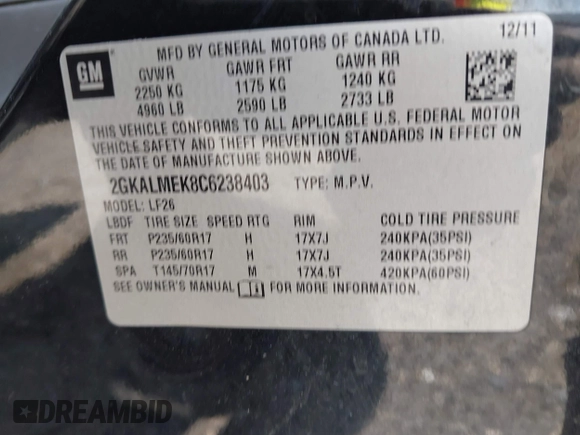 GM
MFD BY GENERAL MOTORS OF CANADA LTD. 12/11
GVWR GAWR FRT GAWR RR
2250 KG 1175 KG 1240 KG
4960 LB 2590 LB 2733 LB
THIS VEHICLE CONFORMS TO ALL APPLICABLE U.S. FEDERAL MOTOR
VEHICLE SAFETY AND THEFT PREVENTION STANDARDS IN EFFECT ON
THE DATE OF MANUFACTURE SHOWN ABOVE.
2GKALMEK8C6238403 TYPE: M.P.V.
MODEL: LF26
LBDF TIRE SIZE SPEED RTG RIM COLD TIRE PRESSURE
FRT P235/60R17 H 17X7J 240KPA(35PSI)
RR P235/60R17 H 17X7J 240KPA(35PSI)
SPA T145/70R17 M 17X4.5T 420KPA(60PSI)
SEE OWNER'S MANUAL FOR MORE INFORMATION.
DREAMBID